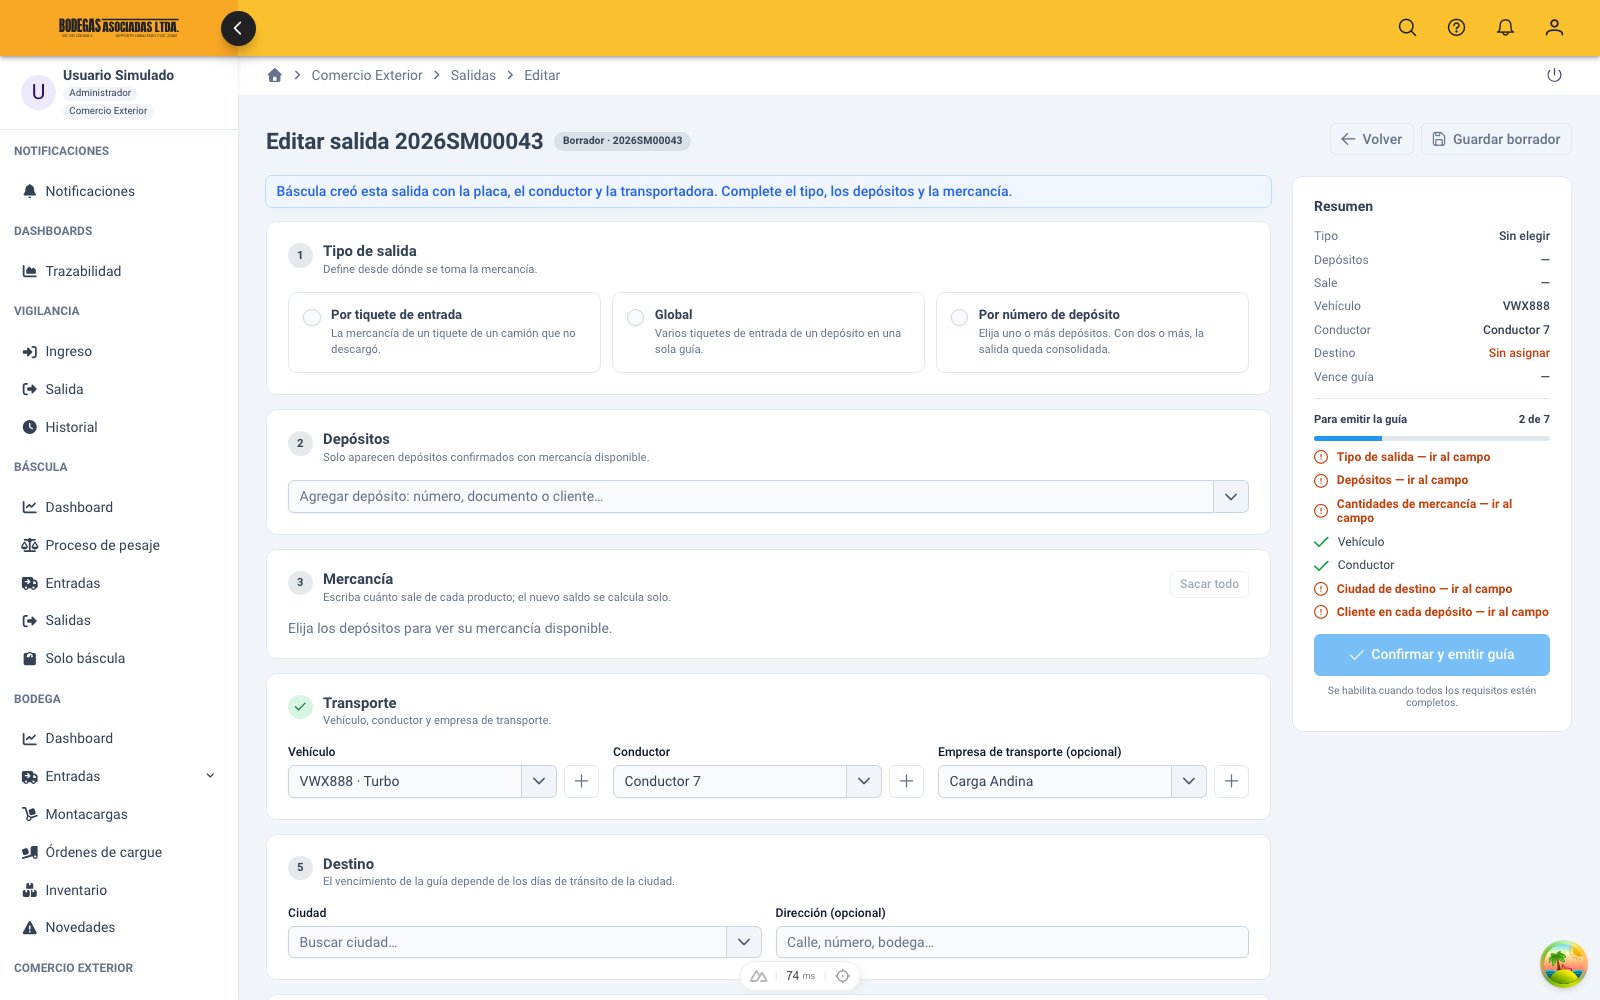 BODEGAS ASOCIADAS LTDA.
Usuario Simulado
U
Administrador
Comercio Exterior
NOTIFICACIONES
Notificaciones
DASHBOARDS
Trazabilidad
VIGILANCIA
Ingreso
Salida
Historial
BÁSCULA
Dashboard
Proceso de pesaje
Entradas
Salidas
Solo báscula
BODEGA
Dashboard
Entradas
Montacargas
Órdenes de cargue
Inventario
Novedades
COMERCIO EXTERIOR
Comercio Exterior
Salidas
Editar
Editar salida 2026SM00043
Borrador · 2026SM00043
Volver
Guardar borrador
Báscula creó esta salida con la placa, el conductor y la transportadora. Complete el tipo, los depósitos y la mercancía.
1
Tipo de salida
Define desde dónde se toma la mercancía.
Por tiquete de entrada
La mercancía de un tiquete de un camión que no
descargó.
Global
Varios tiquetes de entrada de un depósito en una
sola guía.
Por número de depósito
Elija uno o más depósitos. Con dos o más, la
salida queda consolidada.
2
Depósitos
Solo aparecen depósitos confirmados con mercancía disponible.
Agregar depósito: número, documento o cliente...
3
Mercancía
Escriba cuánto sale de cada producto; el nuevo saldo se calcula solo.
Sacar todo
Elija los depósitos para ver su mercancía disponible.
Transporte
Vehículo, conductor y empresa de transporte.
Vehículo
VWX888 · Turbo
Conductor
Conductor 7
Empresa de transporte (opcional)
Carga Andina
5
Destino
El vencimiento de la guía depende de los días de tránsito de la ciudad.
Ciudad
Buscar ciudad...
Dirección (opcional)
Calle, número, bodega...
74 ms
Resumen
Tipo Sin elegir
Depósitos —
Sale —
Vehículo VWX888
Conductor Conductor 7
Destino Sin asignar
Vence guía —
Para emitir la guía 2 de 7
Tipo de salida — ir al campo
Depósitos — ir al campo
Cantidades de mercancía — ir al
campo
Vehículo
Conductor
Ciudad de destino — ir al campo
Cliente en cada depósito — ir al campo
Confirmar y emitir guía
Se habilita cuando todos los requisitos estén
completos.